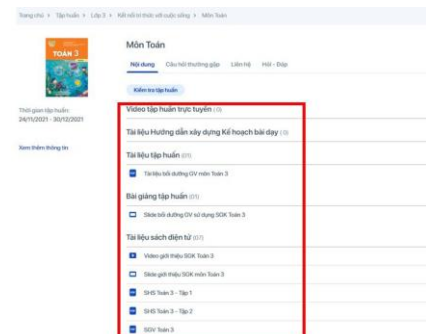 Trang chủ > Tập huấn > Lớp 3 > Kết nối tri thức với cuộc sống > Môn Toán
Môn Toán
TOÁN 3
Nội dung Câu hỏi thường gặp Liên hệ Hỏi - Đáp
Kiểm tra tập huấn
Thời gian tập huấn:
24/11/2021 - 30/12/2021
Xem thêm thông tin
Video tập huấn trực tuyến (0)
Tài liệu Hướng dẫn xây dựng Kế hoạch bài dạy (0)
Tài liệu tập huấn (01)
Tài liệu bồi dưỡng GV môn Toán 3
Bài giảng tập huấn (01)
Slide bồi dưỡng GV sử dụng SGK Toán 3
Tài liệu sách điện tử (07)
Video giới thiệu SGK Toán 3
Slide giới thiệu SGK môn Toán 3
SHS Toán 3 - Tập 1
SHS Toán 3 - Tập 2
SGV Toán 3